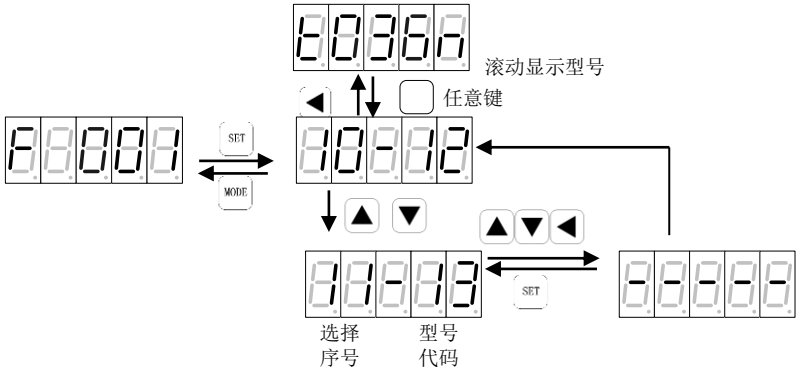 t036n
滚动显示型号
任意键
F 001
SET
MODE
10-12
11-13
SET
-----
选择
序号
型号
代码